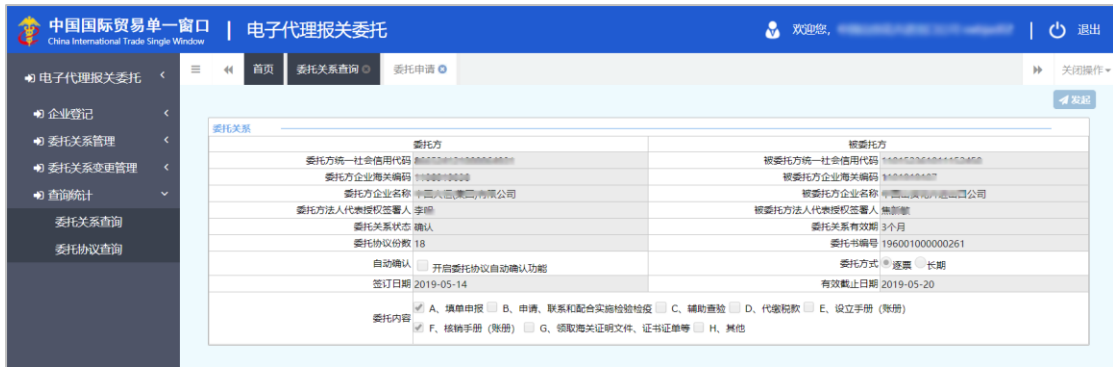 中国国际贸易单一窗口 | 电子代理报关委托 欢迎您, | 退出
China International Trade Single Window
电子代理报关委托 首页 委托关系查询 委托申请 关闭操作
发起
企业登记
委托关系管理
委托关系变更管理
查询统计
委托关系查询
委托协议查询
委托关系
委托方 被委托方
委托方统一社会信用代码 被委托方统一社会信用代码
委托方企业海关编码 被委托方企业海关编码
委托方企业名称 公司 被委托方企业名称 公司
委托方法人代表授权签署人 李 被委托方法人代表授权签署人
委托关系状态 确认 委托关系有效期 3个月
委托协议份数 18 委托书编号 196001000000261
自动确认 开启委托协议自动确认功能 委托方式 逐票 长期
签订日期 2019-05-14 有效截止日期 2019-05-20
委托内容 A、填单申报 B、申请、联系和配合实施检验检疫 C、辅助查验 D、代缴税款 E、设立手册 (账册)
F、核销手册 (账册) G、领取海关证明文件、证书证单等 H、其他